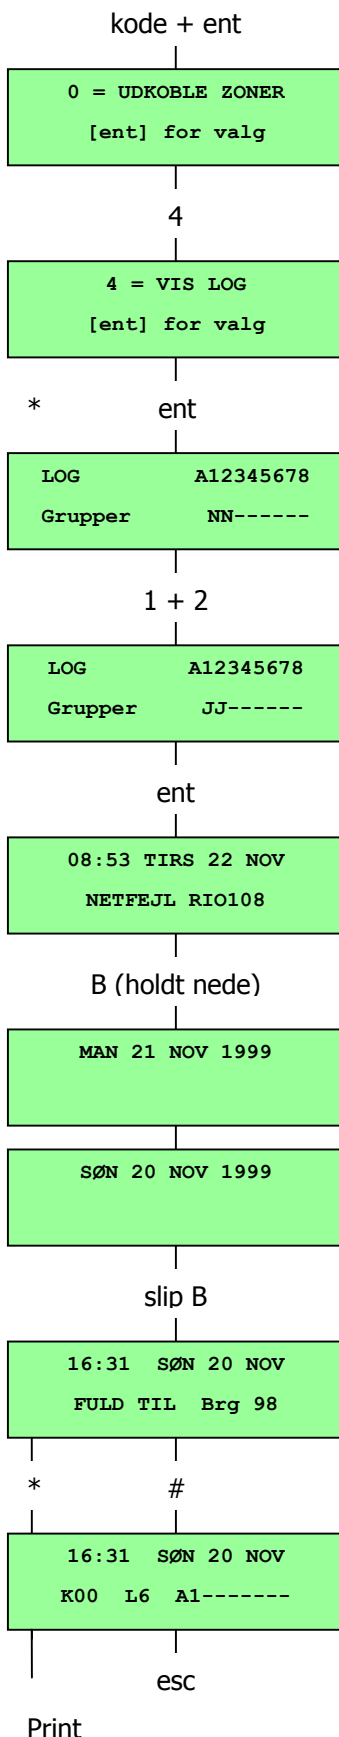 kode + ent
0 = UDKOBLE ZONER
[ent] for valg
4
4 = VIS LOG
[ent] for valg
* ent
LOG A12345678
Grupper NN------
1 + 2
LOG A12345678
Grupper JJ------
ent
08:53 TIRS 22 NOV
NETFEJL RIO108
B (holdt nede)
MAN 21 NOV 1999
SØN 20 NOV 1999
slip B
16:31 SØN 20 NOV
FULD TIL Brg 98
* #
16:31 SØN 20 NOV
K00 L6 A1-------
esc
Print